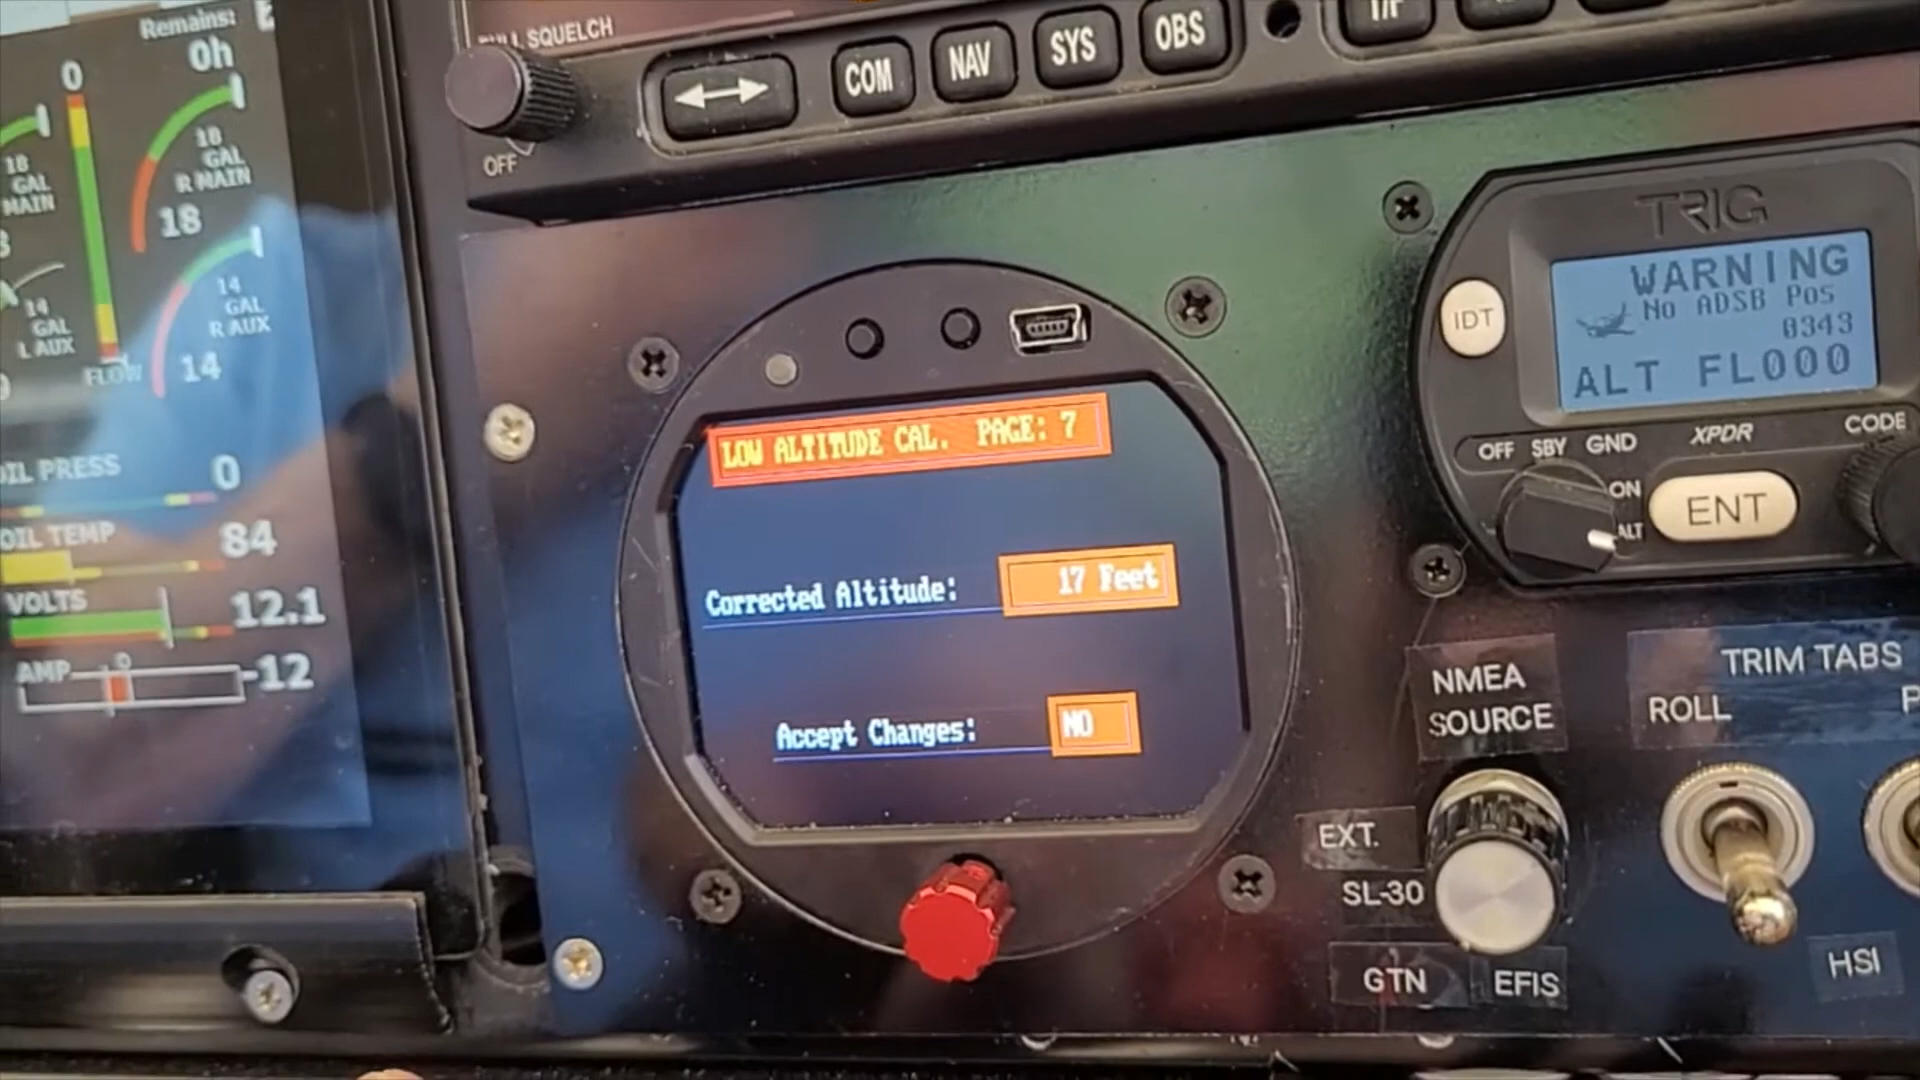 Remains:
0h
0
18
GAL
MAIN
18
GAL
R MAIN
18
14
GAL
L AUX
14
GAL
R AUX
FLOW
14
OIL PRESS
0
OIL TEMP
84
VOLTS
12.1
AMP
0
-12
PULL SQUELCH
OFF
COM
NAV
SYS
OBS
T/F
LOW ALTITUDE CAL. PAGE: 7
Corrected Altitude:
17 Feet
Accept Changes:
NO
TRIG
IDT
WARNING
No ADSB Pos
0343
ALT FL000
OFF
SBY
GND
ON
ALT
XPDR
ENT
CODE
NMEA
SOURCE
EXT.
SL-30
GTN
EFIS
TRIM TABS
ROLL
HSI